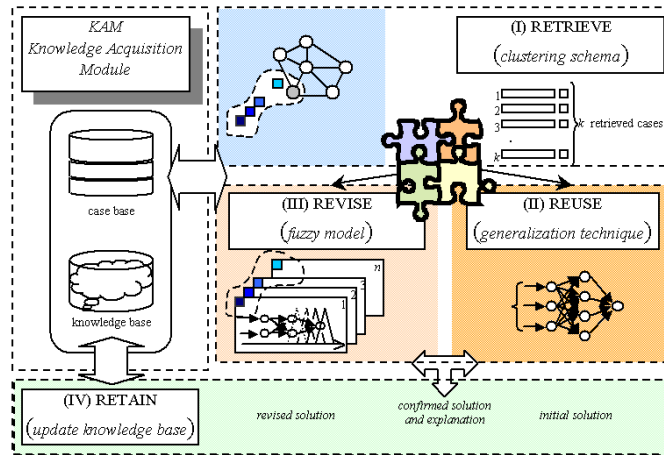 KAM
Knowledge Acquisition
Module
case base
knowledge base
(I) RETRIEVE
(clustering schema)
1
2
3
.
k
k retrieved cases
(III) REVISE
(fuzzy model)
n
3
2
1
(II) REUSE
(generalization technique)
(IV) RETAIN
(update knowledge base)
revised solution
confirmed solution
and explanation
initial solution